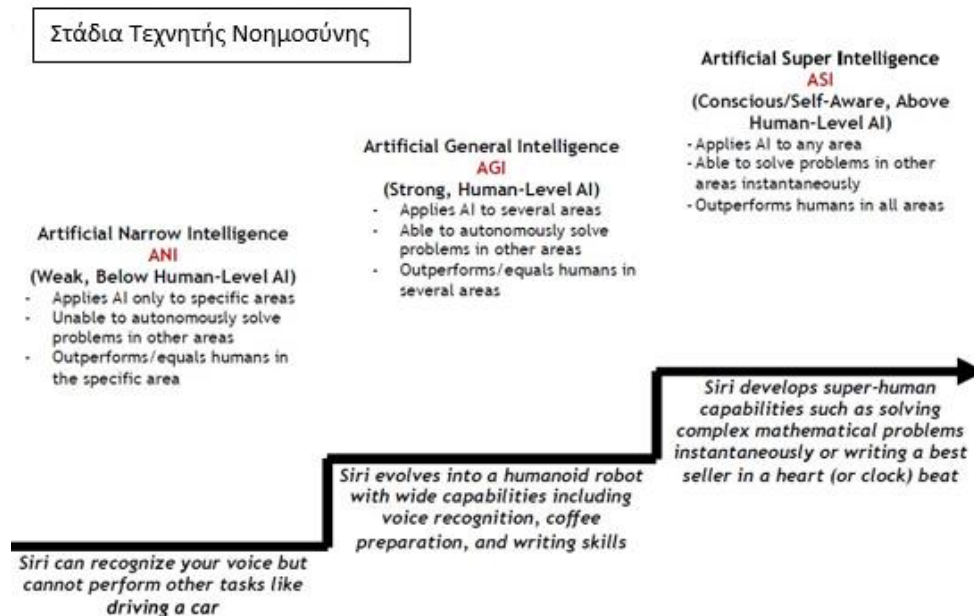 Στάδια Τεχνητής Νοημοσύνης
Artificial Narrow Intelligence
ANI
(Weak, Below Human-Level AI)
- Applies AI only to specific areas
- Unable to autonomously solve
problems in other areas
- Outperforms/equals humans in
the specific area
Siri can recognize your voice but
cannot perform other tasks like
driving a car
Artificial General Intelligence
AGI
(Strong, Human-Level AI)
- Applies AI to several areas
- Able to autonomously solve
problems in other areas
- Outperforms/equals humans in
several areas
Siri evolves into a humanoid robot
with wide capabilities including
voice recognition, coffee
preparation, and writing skills
Artificial Super Intelligence
ASI
(Conscious/Self-Aware, Above
Human-Level AI)
- Applies AI to any area
- Able to solve problems in other
areas instantaneously
- Outperforms humans in all areas
Siri develops super-human
capabilities such as solving
complex mathematical problems
instantaneously or writing a best
seller in a heart (or clock) beat